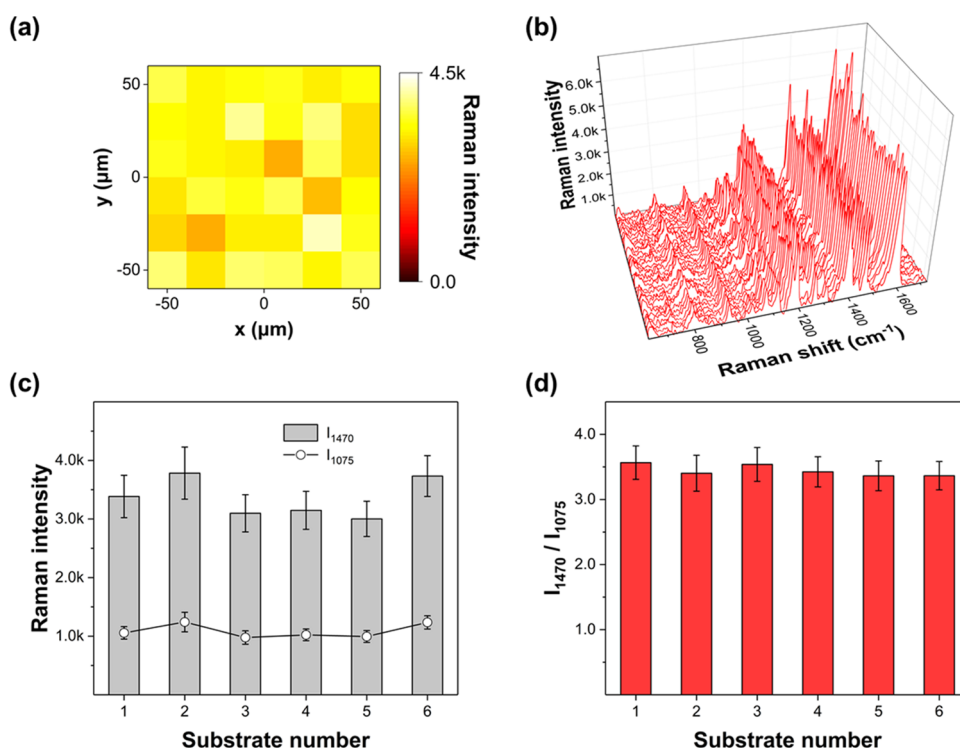 (a)
50
0
-50
y (µm)
-50
0
50
x (µm)
4.5k
0.0
Raman intensity
(b)
6.0k
5.0k
4.0k
3.0k
2.0k
1.0k
Raman intensity
800
1000
1200
1400
1600
Raman shift (cm⁻¹)
(c)
4.0k
3.0k
2.0k
1.0k
Raman intensity
I₁₄₇₀
I₁₀₇₅
1 2 3 4 5 6
Substrate number
(d)
4.0
3.0
2.0
1.0
0.0
I₁₄₇₀ / I₁₀₇₅
1 2 3 4 5 6
Substrate number